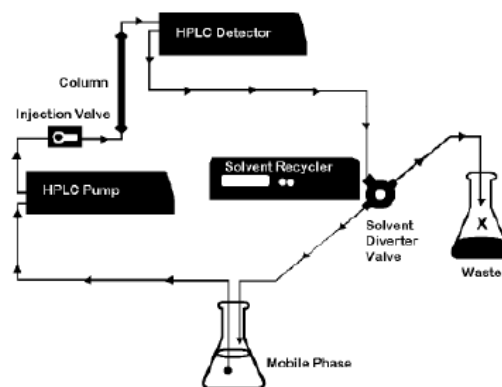 HPLC Detector
Column
Injection Valve
Solvent Recycler
HPLC Pump
X
Solvent
Diverter
Valve
Waste
Mobile Phase